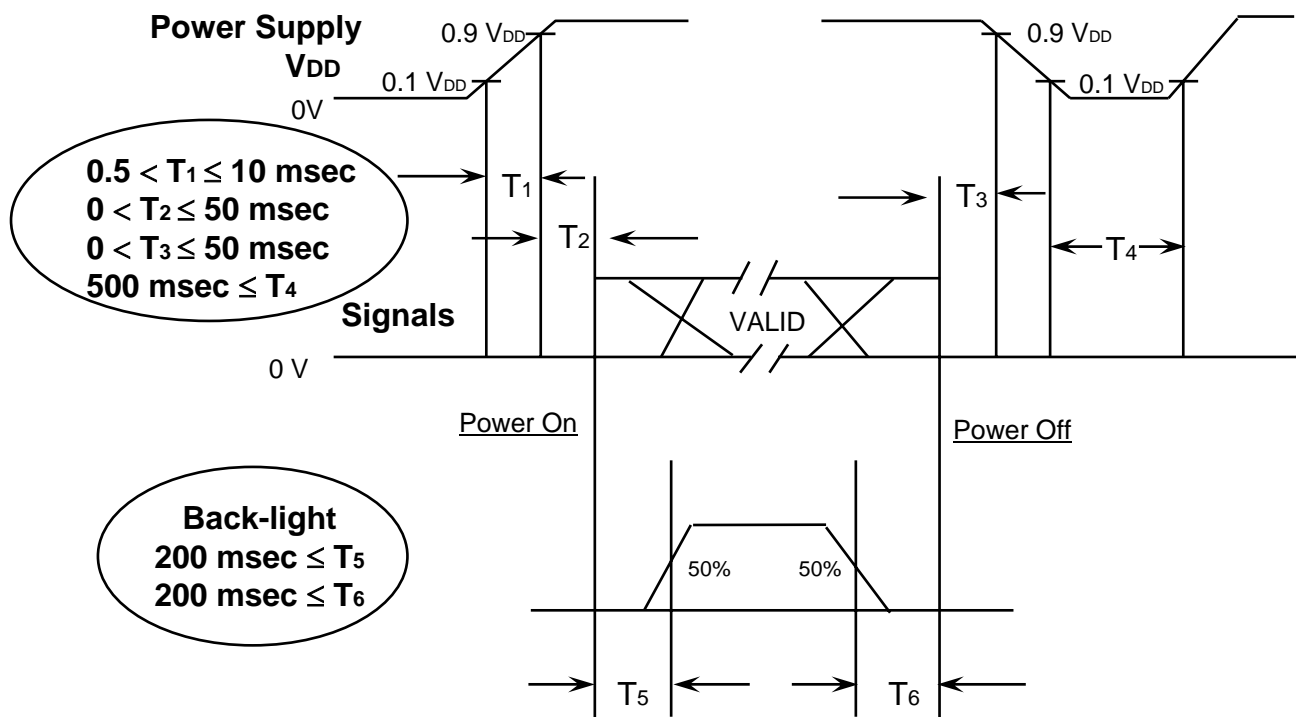 Power Supply
VDD
0.9 VDD
0.1 VDD
0V
0.9 VDD
0.1 VDD
0.5 < T1 ≤ 10 msec
0 < T2 ≤ 50 msec
0 < T3 ≤ 50 msec
500 msec ≤ T4
T1
T2
T3
T4
Signals
VALID
0 V
Power On
Power Off
Back-light
200 msec ≤ T5
200 msec ≤ T6
50%
50%
T5
T6